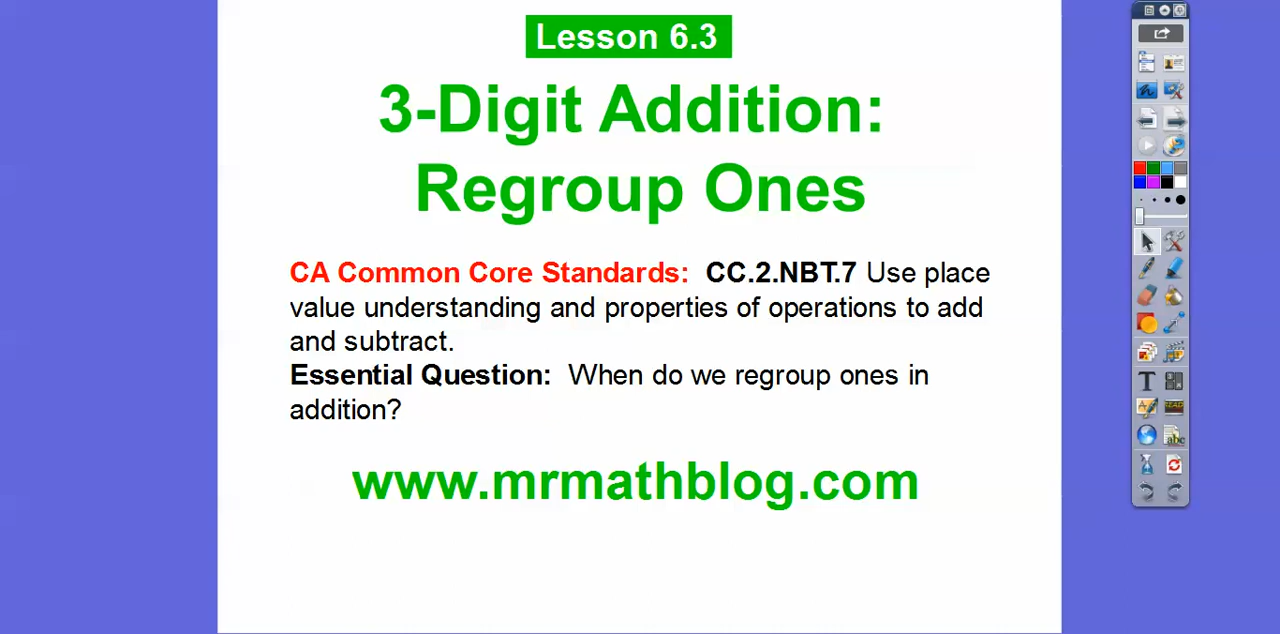 Lesson 6.3
3-Digit Addition:
Regroup Ones
CA Common Core Standards: CC.2.NBT.7 Use place
value understanding and properties of operations to add
and subtract.
Essential Question: When do we regroup ones in
addition?
www.mrmathblog.com
T
abc